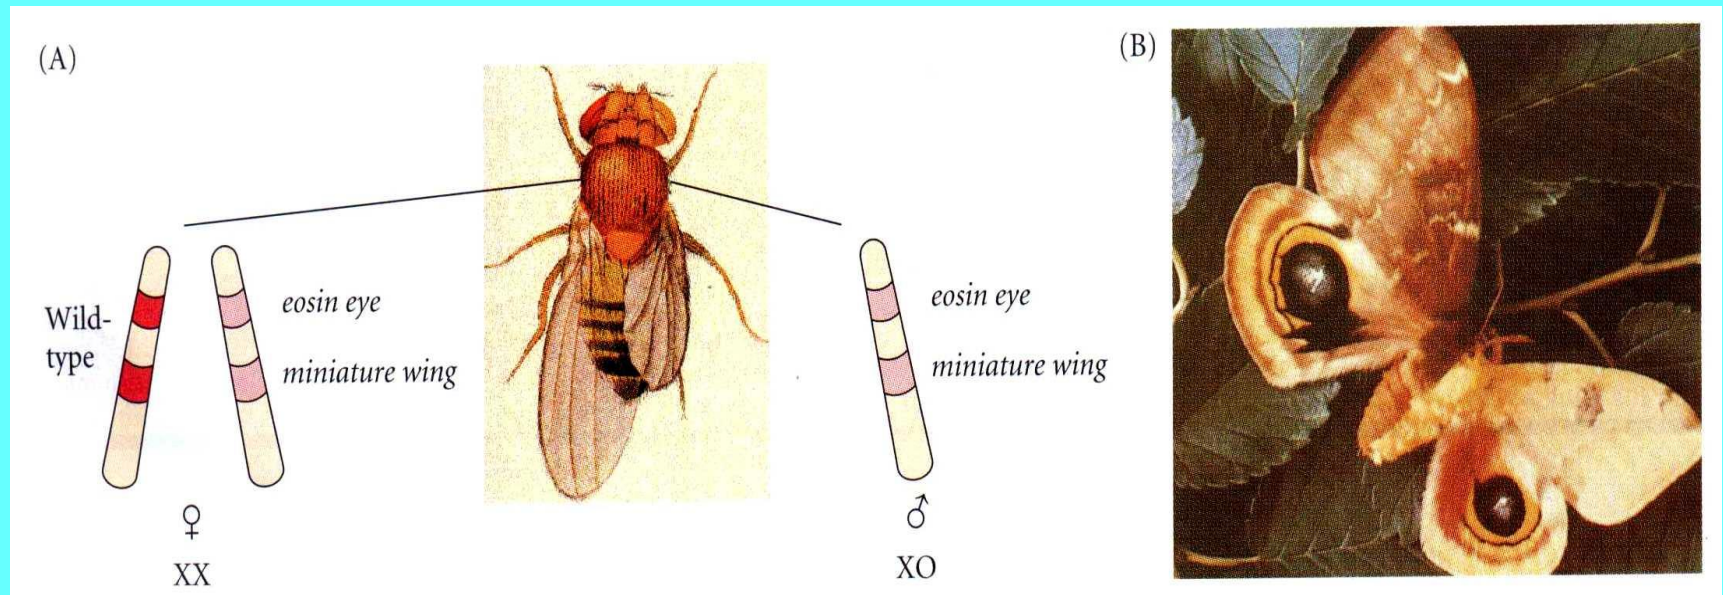 (A)
Wild-
type
eosin eye
miniature wing
♀
XX
eosin eye
miniature wing
♂
XO
(B)